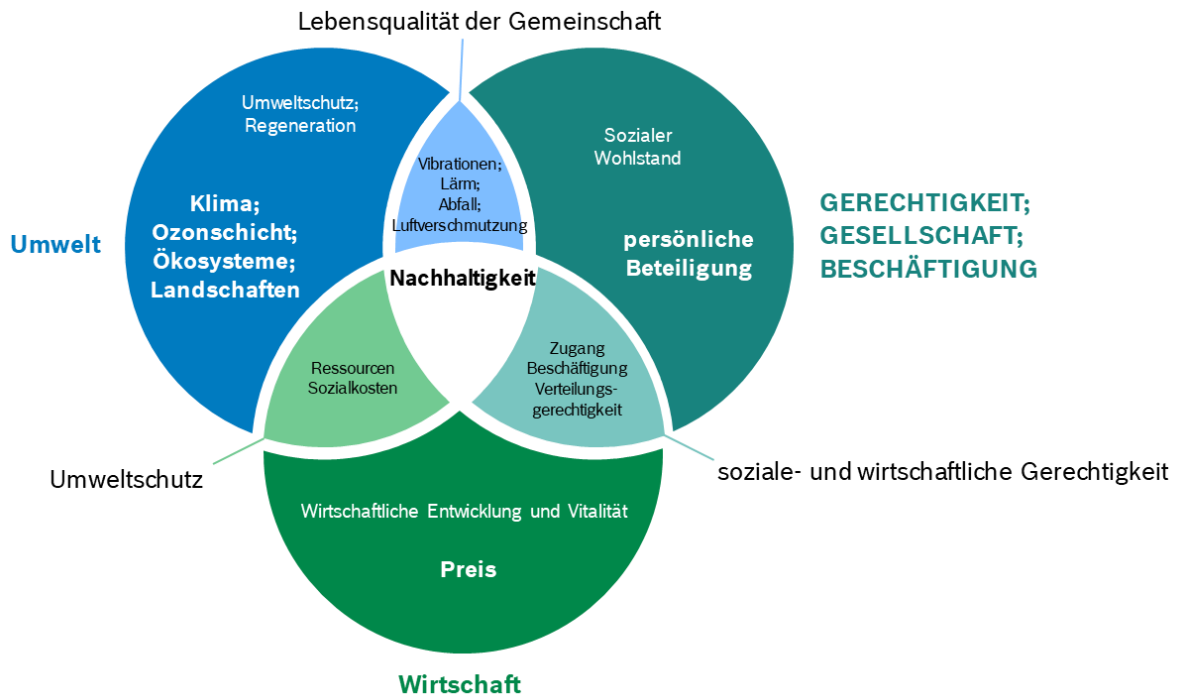 Lebensqualität der Gemeinschaft
Umweltschutz;
Regeneration
Sozialer
Wohlstand
Vibrationen;
Lärm;
Abfall;
Luftverschmutzung
Klima;
Ozonschicht;
Ökosysteme;
Landschaften
Umwelt
persönliche
Beteiligung
GERECHTIGKEIT;
GESELLSCHAFT;
BESCHÄFTIGUNG
Nachhaltigkeit
Ressourcen
Sozialkosten
Zugang
Beschäftigung
Verteilungs-
gerechtigkeit
Umweltschutz
soziale- und wirtschaftliche Gerechtigkeit
Wirtschaftliche Entwicklung und Vitalität
Preis
Wirtschaft